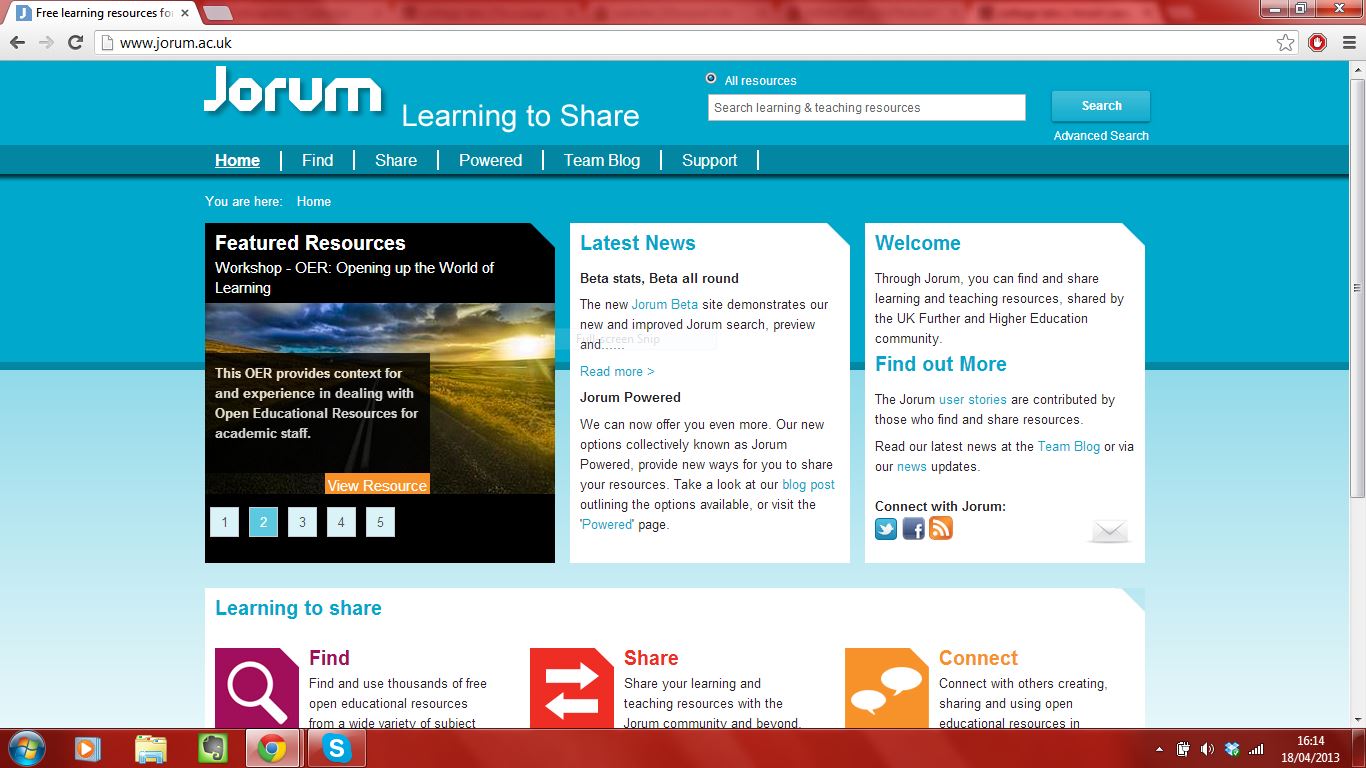 Free learning resources fo
www.jorum.ac.uk
Jorum
Learning to Share
All resources
Search learning & teaching resources
Search
Advanced Search
Home
Find
Share
Powered
Team Blog
Support
You are here: Home
Featured Resources
Workshop - OER: Opening up the World of
Learning
This OER provides context for
and experience in dealing with
Open Educational Resources for
academic staff.
View Resource
1 2 3 4 5
Latest News
Beta stats, Beta all round
The new Jorum Beta site demonstrates our
new and improved Jorum search, preview
and......
Full-screen Snip
Read more >
Jorum Powered
We can now offer you even more. Our new
options collectively known as Jorum
Powered, provide new ways for you to share
your resources. Take a look at our blog post
outlining the options available, or visit the
'Powered' page.
Welcome
Through Jorum, you can find and share
learning and teaching resources, shared by
the UK Further and Higher Education
community.
Find out More
The Jorum user stories are contributed by
those who find and share resources.
Read our latest news at the Team Blog or via
our news updates.
Connect with Jorum:
Learning to share
Find
Find and use thousands of free
open educational resources
from a wide variety of subject
Share
Share your learning and
teaching resources with the
Jorum community and beyond.
Connect
Connect with others creating,
sharing and using open
educational resources in
16:14
18/04/2013